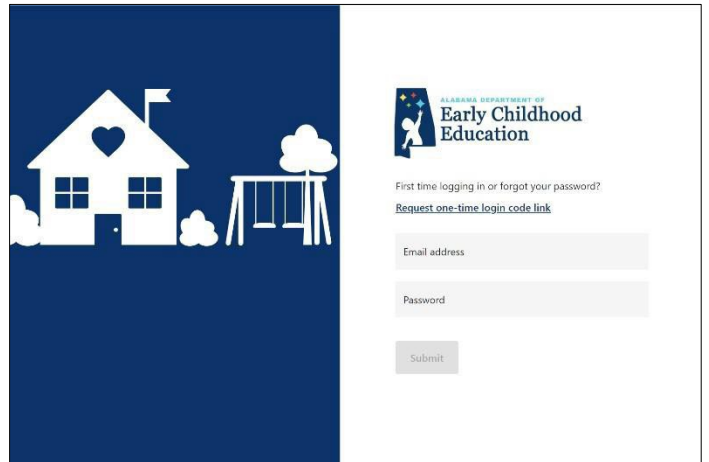 ALABAMA DEPARTMENT OF
Early Childhood
Education
First time logging in or forgot your password?
Request one-time login code link
Email address
Password
Submit